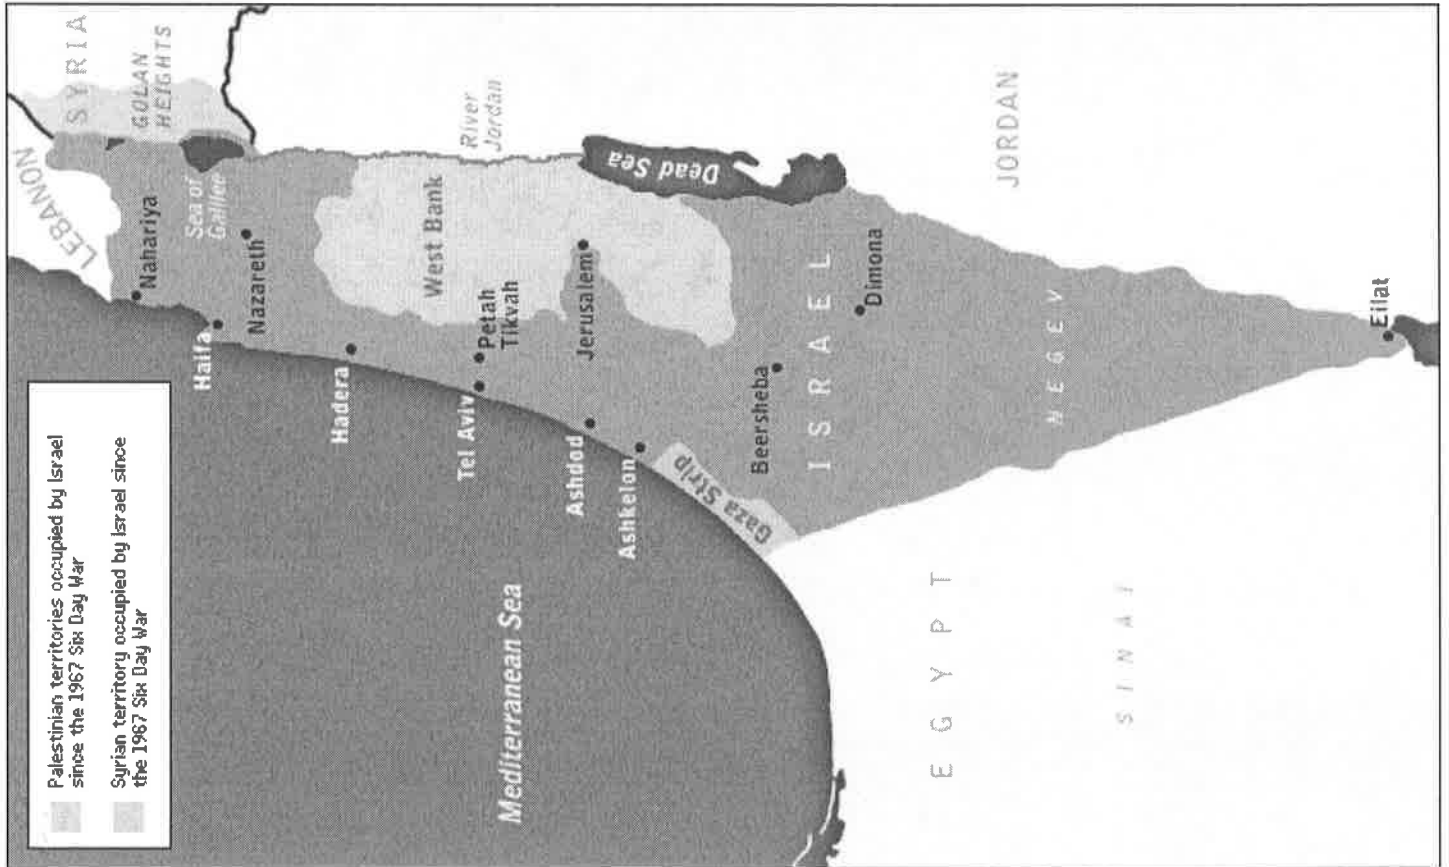 Palestinian territories occupied by Israel
since the 1967 Six Day War
Syrian territory occupied by Israel since
the 1967 Six Day War
LEBANON
SYRIA
GOLAN
HEIGHTS
Nahariya
Sea of
Galilee
Haifa
Nazareth
Hadera
West Bank
River
Jordan
Tel Aviv
Petah
Tikvah
Ashdod
Jerusalem
Dead Sea
Ashkelon
Gaza Strip
Beersheba
ISRAEL
Dimona
JORDAN
Mediterranean Sea
EGYPT
NEGEV
SINAI
Eilat